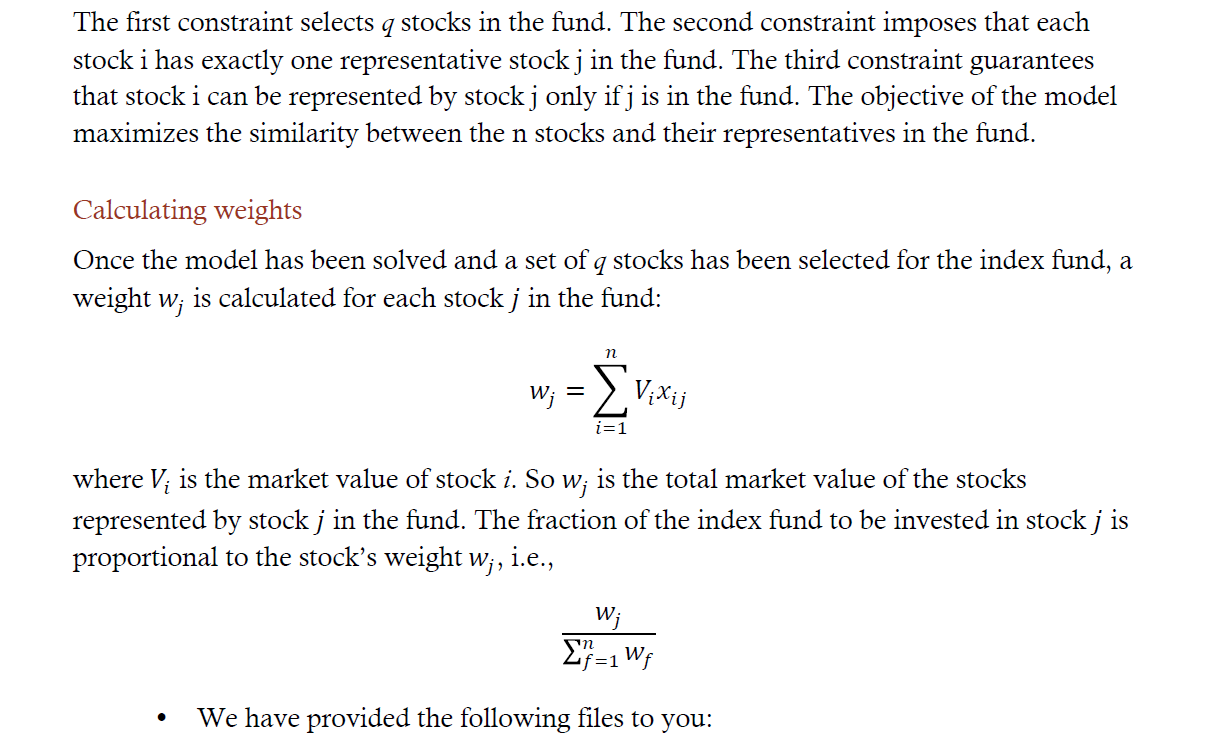 The first constraint selects q stocks in the fund. The second constraint imposes that each
stock i has exactly one representative stock j in the fund. The third constraint guarantees
that stock i can be represented by stock j only if j is in the fund. The objective of the model
maximizes the similarity between the n stocks and their representatives in the fund.
Calculating weights
Once the model has been solved and a set of q stocks has been selected for the index fund, a
weight w_j is calculated for each stock j in the fund:
w_j = ∑_{i=1}^{n} V_i x_{ij}
where V_i is the market value of stock i. So w_j is the total market value of the stocks
represented by stock j in the fund. The fraction of the index fund to be invested in stock j is
proportional to the stock’s weight w_j, i.e.,
w_j
∑_{f=1}^{n} w_f
• We have provided the following files to you: